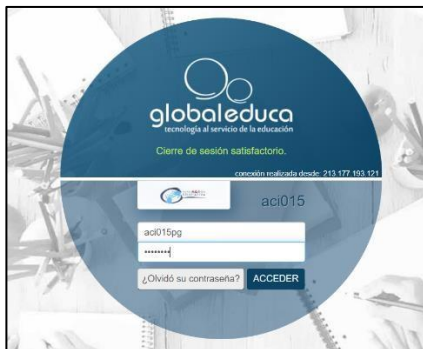 globaleduca
tecnología al servicio de la educación
Cierre de sesión satisfactorio.
conexión realizada desde: 213.177.193.121
aci015
aci015pg
••••••••
¿Olvidó su contraseña? ACCEDER